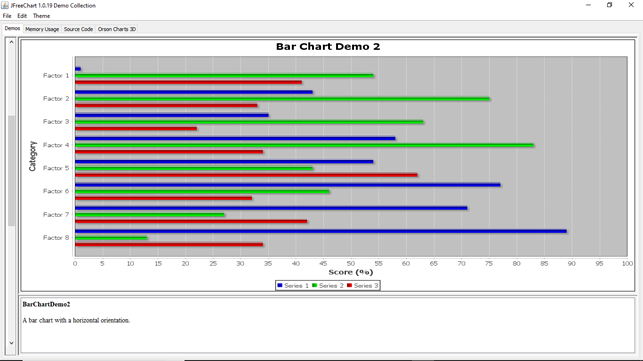 JFreeChart 1.0.19 Demo Collection
File Edit Theme
Demos Memory Usage Source Code Orson Charts 3D
Bar Chart Demo 2
Category
Factor 1
Factor 2
Factor 3
Factor 4
Factor 5
Factor 6
Factor 7
Factor 8
0 5 10 15 20 25 30 35 40 45 50 55 60 65 70 75 80 85 90 95 100
Score (%)
Series 1 Series 2 Series 3
BarChartDemo2
A bar chart with a horizontal orientation.